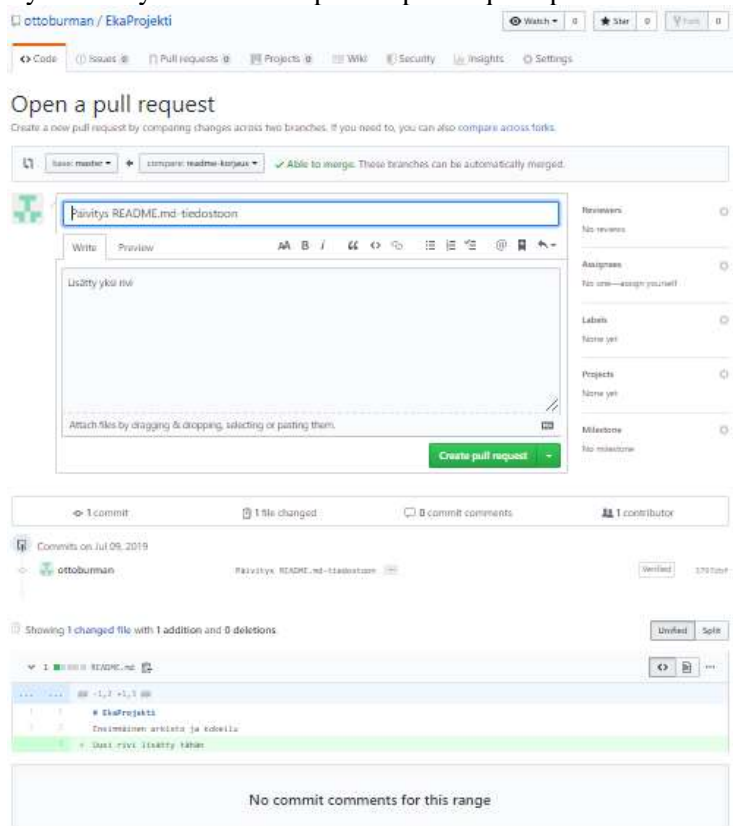 ottoburman / EkaProjekti
Watch 0 Star 0 0
Code Issues 0 Pull requests 0 Projects 0 Wiki Security Insights Settings
Open a pull request
Create a new pull request by comparing changes across two branches. If you need to, you can also compare across forks.
base: master compare: readme-korjaus Able to merge. These branches can be automatically merged.
Päivitys README.md-tiedostoon
Write Preview
Lisätty yksi rivi
Attach files by dragging & dropping, selecting or pasting them.
Create pull request
Reviewers
No reviews
Assignees
No one—assign yourself
Labels
None yet
Projects
None yet
Milestone
No milestone
1 commit 1 file changed 0 commit comments 1 contributor
Commits on Jul 09, 2019
ottoburman Päivitys README.md-tiedostoon Verified
Showing 1 changed file with 1 addition and 0 deletions. Unified Split
1 README.md
# EkaProjekti
Ensimmäinen arkisto ja kokeilu
+ Uusi rivi lisätty tähän
No commit comments for this range